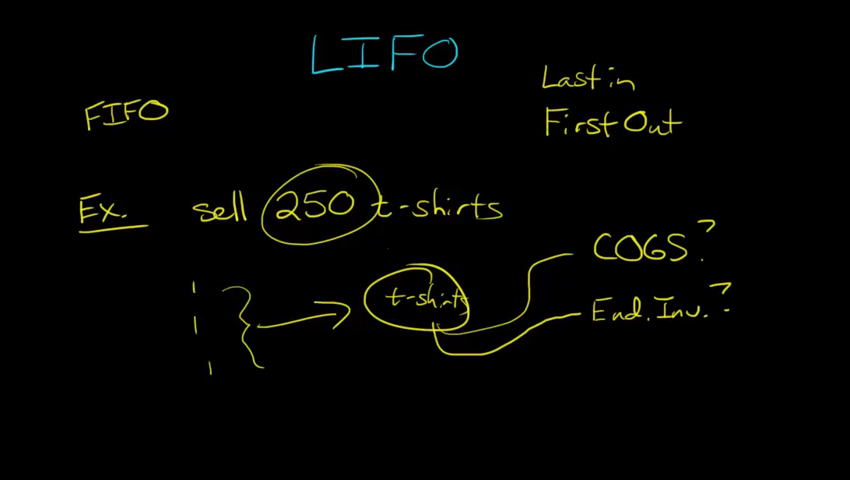 LIFO
Last in
First Out
FIFO
Ex. sell 250 t-shirts
COGS?
t-shirts
End. Inv.?